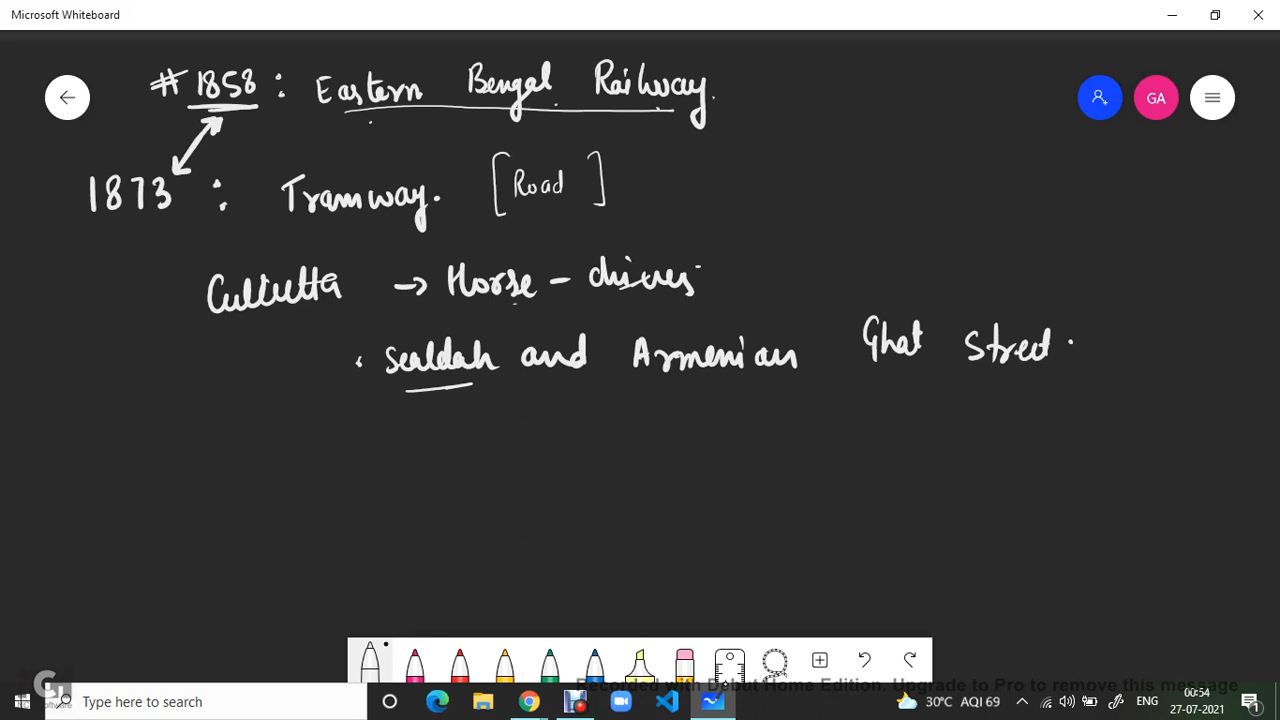 Microsoft Whiteboard
# 1858 : Eastern Bengal Railway.
GA
1873 : Tramway. [Road]
Culcutta → Horse -
. Sealdah and Armenian Ghat Street.
Recorded with Debut Home Edition. Upgrade to Pro to remove this message
Type here to search
30°C AQI 69
ENG
00:54
27-07-2021